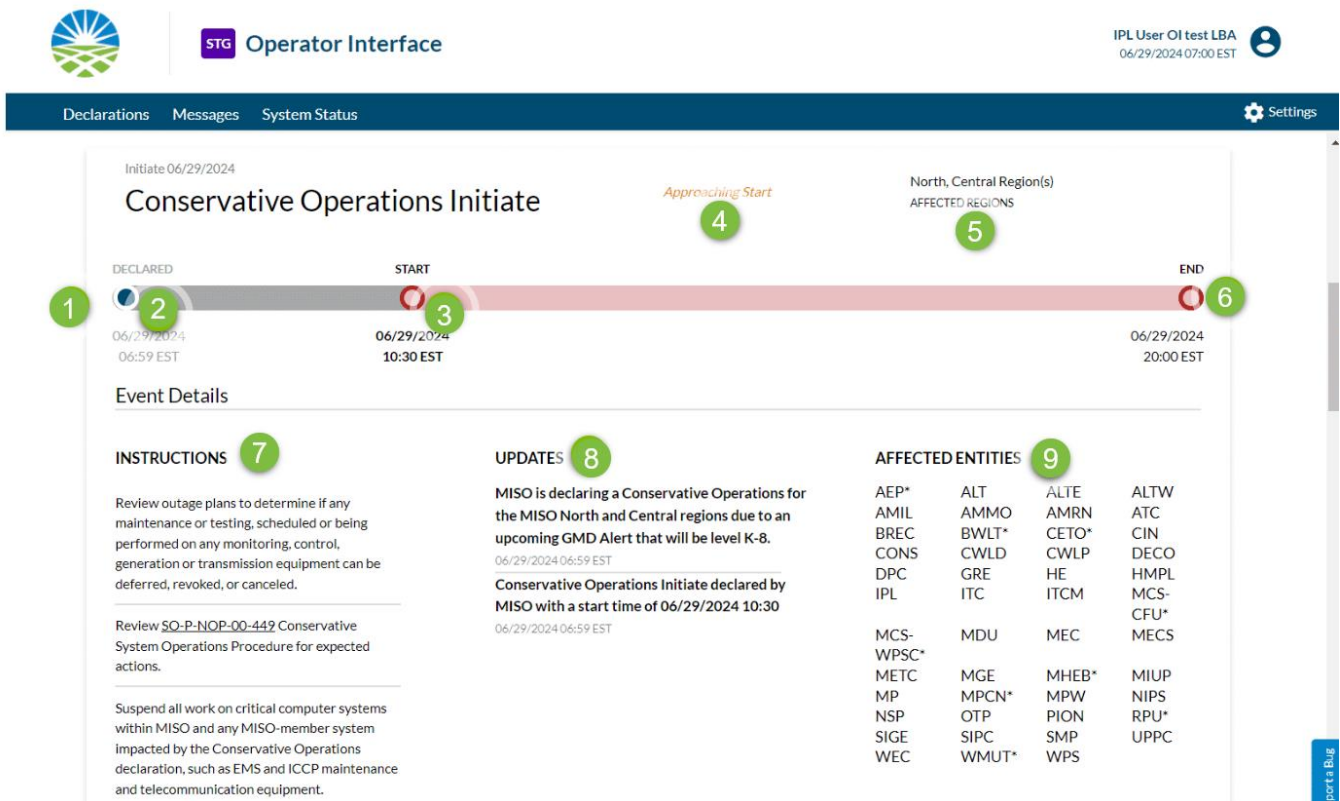 STG Operator Interface
IPL User OI test LBA
06/29/2024 07:00 EST
Declarations Messages System Status
Settings
Initiate 06/29/2024
Conservative Operations Initiate
Approaching Start
4
North, Central Region(s)
AFFECTED REGIONS
5
DECLARED START END
1 2 3 6
06/29/2024 06/29/2024 06/29/2024
06:59 EST 10:30 EST 20:00 EST
Event Details
INSTRUCTIONS 7
Review outage plans to determine if any
maintenance or testing, scheduled or being
performed on any monitoring, control,
generation or transmission equipment can be
deferred, revoked, or canceled.
Review SO-P-NOP-00-449 Conservative
System Operations Procedure for expected
actions.
Suspend all work on critical computer systems
within MISO and any MISO-member system
impacted by the Conservative Operations
declaration, such as EMS and ICCP maintenance
and telecommunication equipment.
UPDATES 8
MISO is declaring a Conservative Operations for
the MISO North and Central regions due to an
upcoming GMD Alert that will be level K-8.
06/29/2024 06:59 EST
Conservative Operations Initiate declared by
MISO with a start time of 06/29/2024 10:30
06/29/2024 06:59 EST
AFFECTED ENTITIES 9
AEP* ALT ALTE ALTW
AMIL AMMO AMRN ATC
BREC BWLT* CETO* CIN
CONS CWLD CWLP DECO
DPC GRE HE HMPL
IPL ITC ITCM MCS-
CFU*
MCS- MDU MEC MECS
WPSC*
METC MGE MHEB* MIUP
MP MPCN* MPW NIPS
NSP OTP PION RPU*
SIGE SIPC SMP UPPC
WEC WMUT* WPS
port a Bug